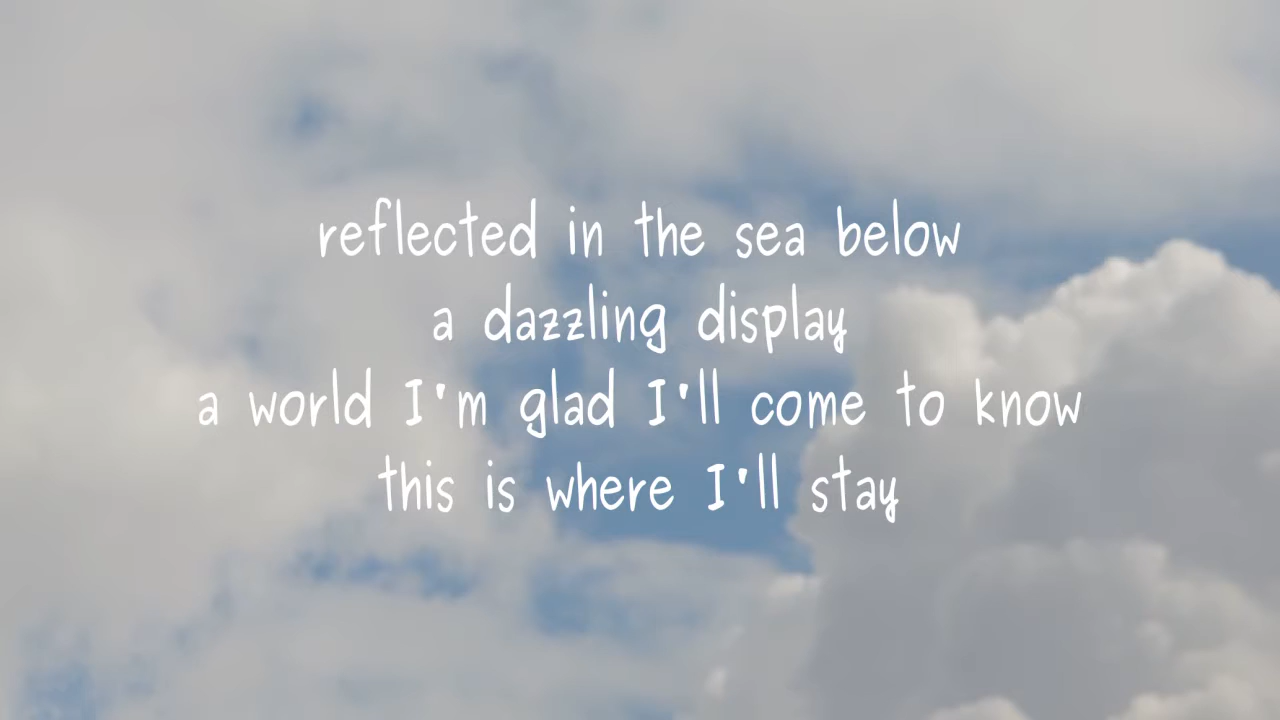 reflected in the sea below
a dazzling display
a world I'm glad I'll come to know
this is where I'll stay